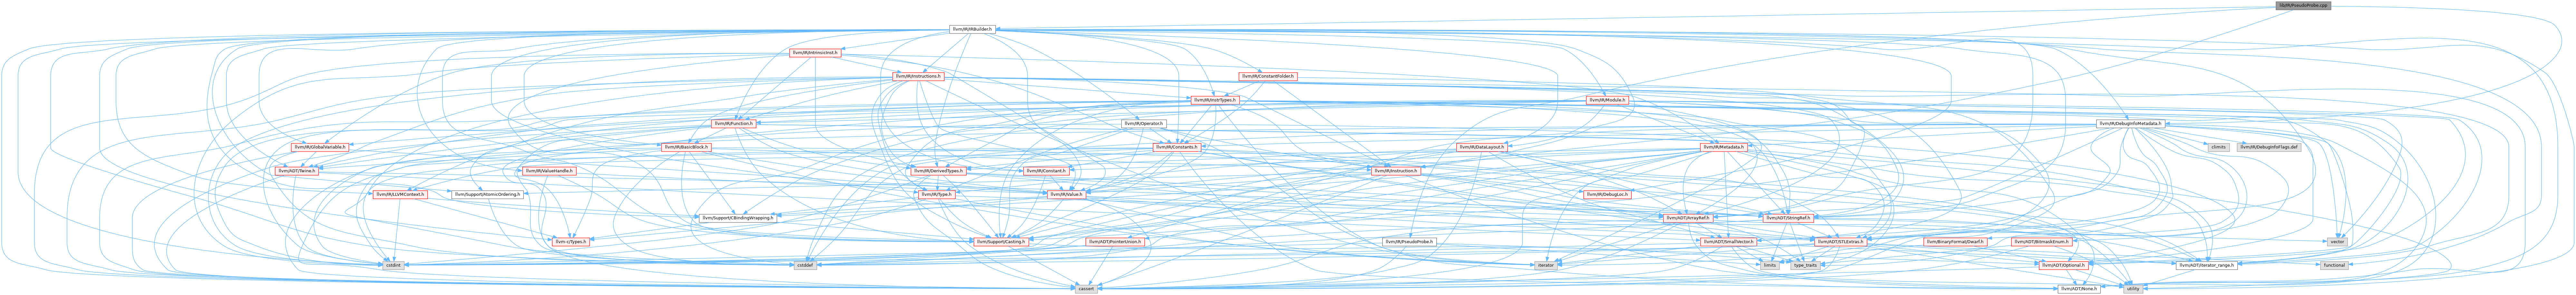 lib/IR/PseudoProbe.cpp
llvm/IR/IRBuilder.h
llvm/IR/IntrinsicInst.h
llvm/IR/Instructions.h
llvm/IR/ConstantFolder.h
llvm/IR/InstrTypes.h
llvm/IR/Module.h
llvm/IR/Function.h
llvm/IR/Operator.h
llvm/IR/DebugInfoMetadata.h
llvm/IR/GlobalVariable.h
llvm/IR/BasicBlock.h
llvm/IR/Constants.h
llvm/IR/DataLayout.h
llvm/IR/Metadata.h
climits
llvm/IR/DebugInfoFlags.def
llvm/ADT/Twine.h
llvm/IR/ValueHandle.h
llvm/IR/DerivedTypes.h
llvm/IR/Constant.h
llvm/IR/Instruction.h
llvm/IR/LLVMContext.h
llvm/Support/AtomicOrdering.h
llvm/IR/Type.h
llvm/IR/Value.h
llvm/IR/DebugLoc.h
llvm/Support/CBindingWrapping.h
llvm/ADT/ArrayRef.h
llvm/ADT/StringRef.h
llvm-c/Types.h
llvm/Support/Casting.h
llvm/ADT/PointerUnion.h
llvm/IR/PseudoProbe.h
llvm/ADT/SmallVector.h
llvm/ADT/STLExtras.h
llvm/BinaryFormat/Dwarf.h
llvm/ADT/BitmaskEnum.h
vector
cstdint
cstddef
iterator
limits
type_traits
llvm/ADT/Optional.h
llvm/ADT/iterator_range.h
functional
cassert
llvm/ADT/None.h
utility